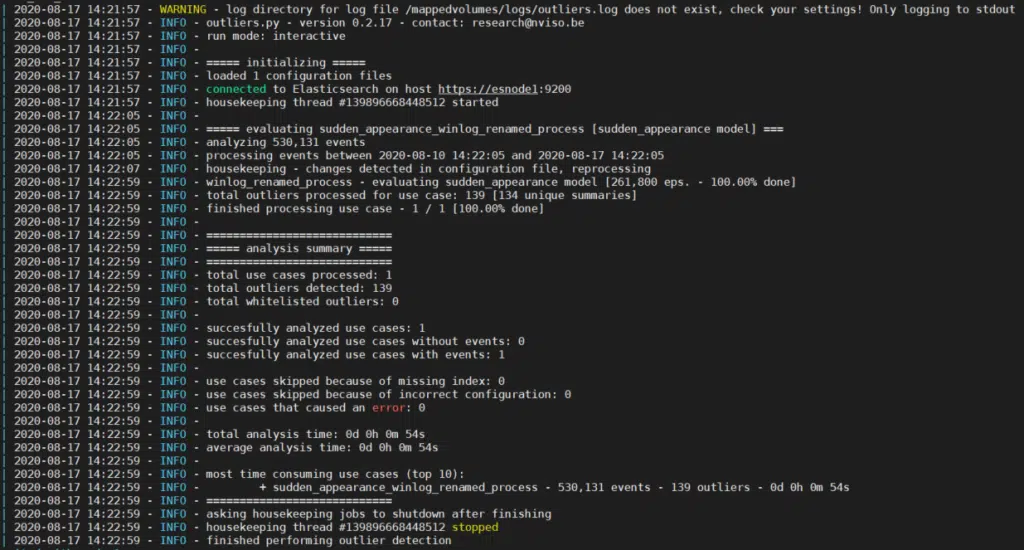 | 2020-08-17 14:21:57 - WARNING - log directory for log file /mappedvolumes/logs/outliers.log does not exist, check your settings! Only logging to stdout
| 2020-08-17 14:21:57 - INFO - outliers.py - version 0.2.17 - contact: research@nviso.be
| 2020-08-17 14:21:57 - INFO - run mode: interactive
| 2020-08-17 14:21:57 - INFO -
| 2020-08-17 14:21:57 - INFO - ===== initializing =====
| 2020-08-17 14:21:57 - INFO - loaded 1 configuration files
| 2020-08-17 14:21:57 - INFO - connected to Elasticsearch on host https://esnode1:9200
| 2020-08-17 14:21:57 - INFO - housekeeping thread #139896668448512 started
| 2020-08-17 14:22:05 - INFO -
| 2020-08-17 14:22:05 - INFO - ===== evaluating sudden_appearance_winlog_renamed_process [sudden_appearance model] ===
| 2020-08-17 14:22:05 - INFO - analyzing 530,131 events
| 2020-08-17 14:22:05 - INFO - processing events between 2020-08-10 14:22:05 and 2020-08-17 14:22:05
| 2020-08-17 14:22:07 - INFO - housekeeping - changes detected in configuration file, reprocessing
| 2020-08-17 14:22:59 - INFO - winlog_renamed_process - evaluating sudden_appearance model [261,800 eps. - 100.00% done]
| 2020-08-17 14:22:59 - INFO - total outliers processed for use case: 139 [134 unique summaries]
| 2020-08-17 14:22:59 - INFO - finished processing use case - 1 / 1 [100.00% done]
| 2020-08-17 14:22:59 - INFO -
| 2020-08-17 14:22:59 - INFO - ============================
| 2020-08-17 14:22:59 - INFO - ===== analysis summary =====
| 2020-08-17 14:22:59 - INFO - ============================
| 2020-08-17 14:22:59 - INFO - total use cases processed: 1
| 2020-08-17 14:22:59 - INFO - total outliers detected: 139
| 2020-08-17 14:22:59 - INFO - total whitelisted outliers: 0
| 2020-08-17 14:22:59 - INFO -
| 2020-08-17 14:22:59 - INFO - succesfully analyzed use cases: 1
| 2020-08-17 14:22:59 - INFO - succesfully analyzed use cases without events: 0
| 2020-08-17 14:22:59 - INFO - succesfully analyzed use cases with events: 1
| 2020-08-17 14:22:59 - INFO -
| 2020-08-17 14:22:59 - INFO - use cases skipped because of missing index: 0
| 2020-08-17 14:22:59 - INFO - use cases skipped because of incorrect configuration: 0
| 2020-08-17 14:22:59 - INFO - use cases that caused an error: 0
| 2020-08-17 14:22:59 - INFO -
| 2020-08-17 14:22:59 - INFO - total analysis time: 0d 0h 0m 54s
| 2020-08-17 14:22:59 - INFO - average analysis time: 0d 0h 0m 54s
| 2020-08-17 14:22:59 - INFO -
| 2020-08-17 14:22:59 - INFO - most time consuming use cases (top 10):
| 2020-08-17 14:22:59 - INFO -         + sudden_appearance_winlog_renamed_process - 530,131 events - 139 outliers - 0d 0h 0m 54s
| 2020-08-17 14:22:59 - INFO - ============================
| 2020-08-17 14:22:59 - INFO - asking housekeeping jobs to shutdown after finishing
| 2020-08-17 14:22:59 - INFO - housekeeping thread #139896668448512 stopped
| 2020-08-17 14:22:59 - INFO - finished performing outlier detection